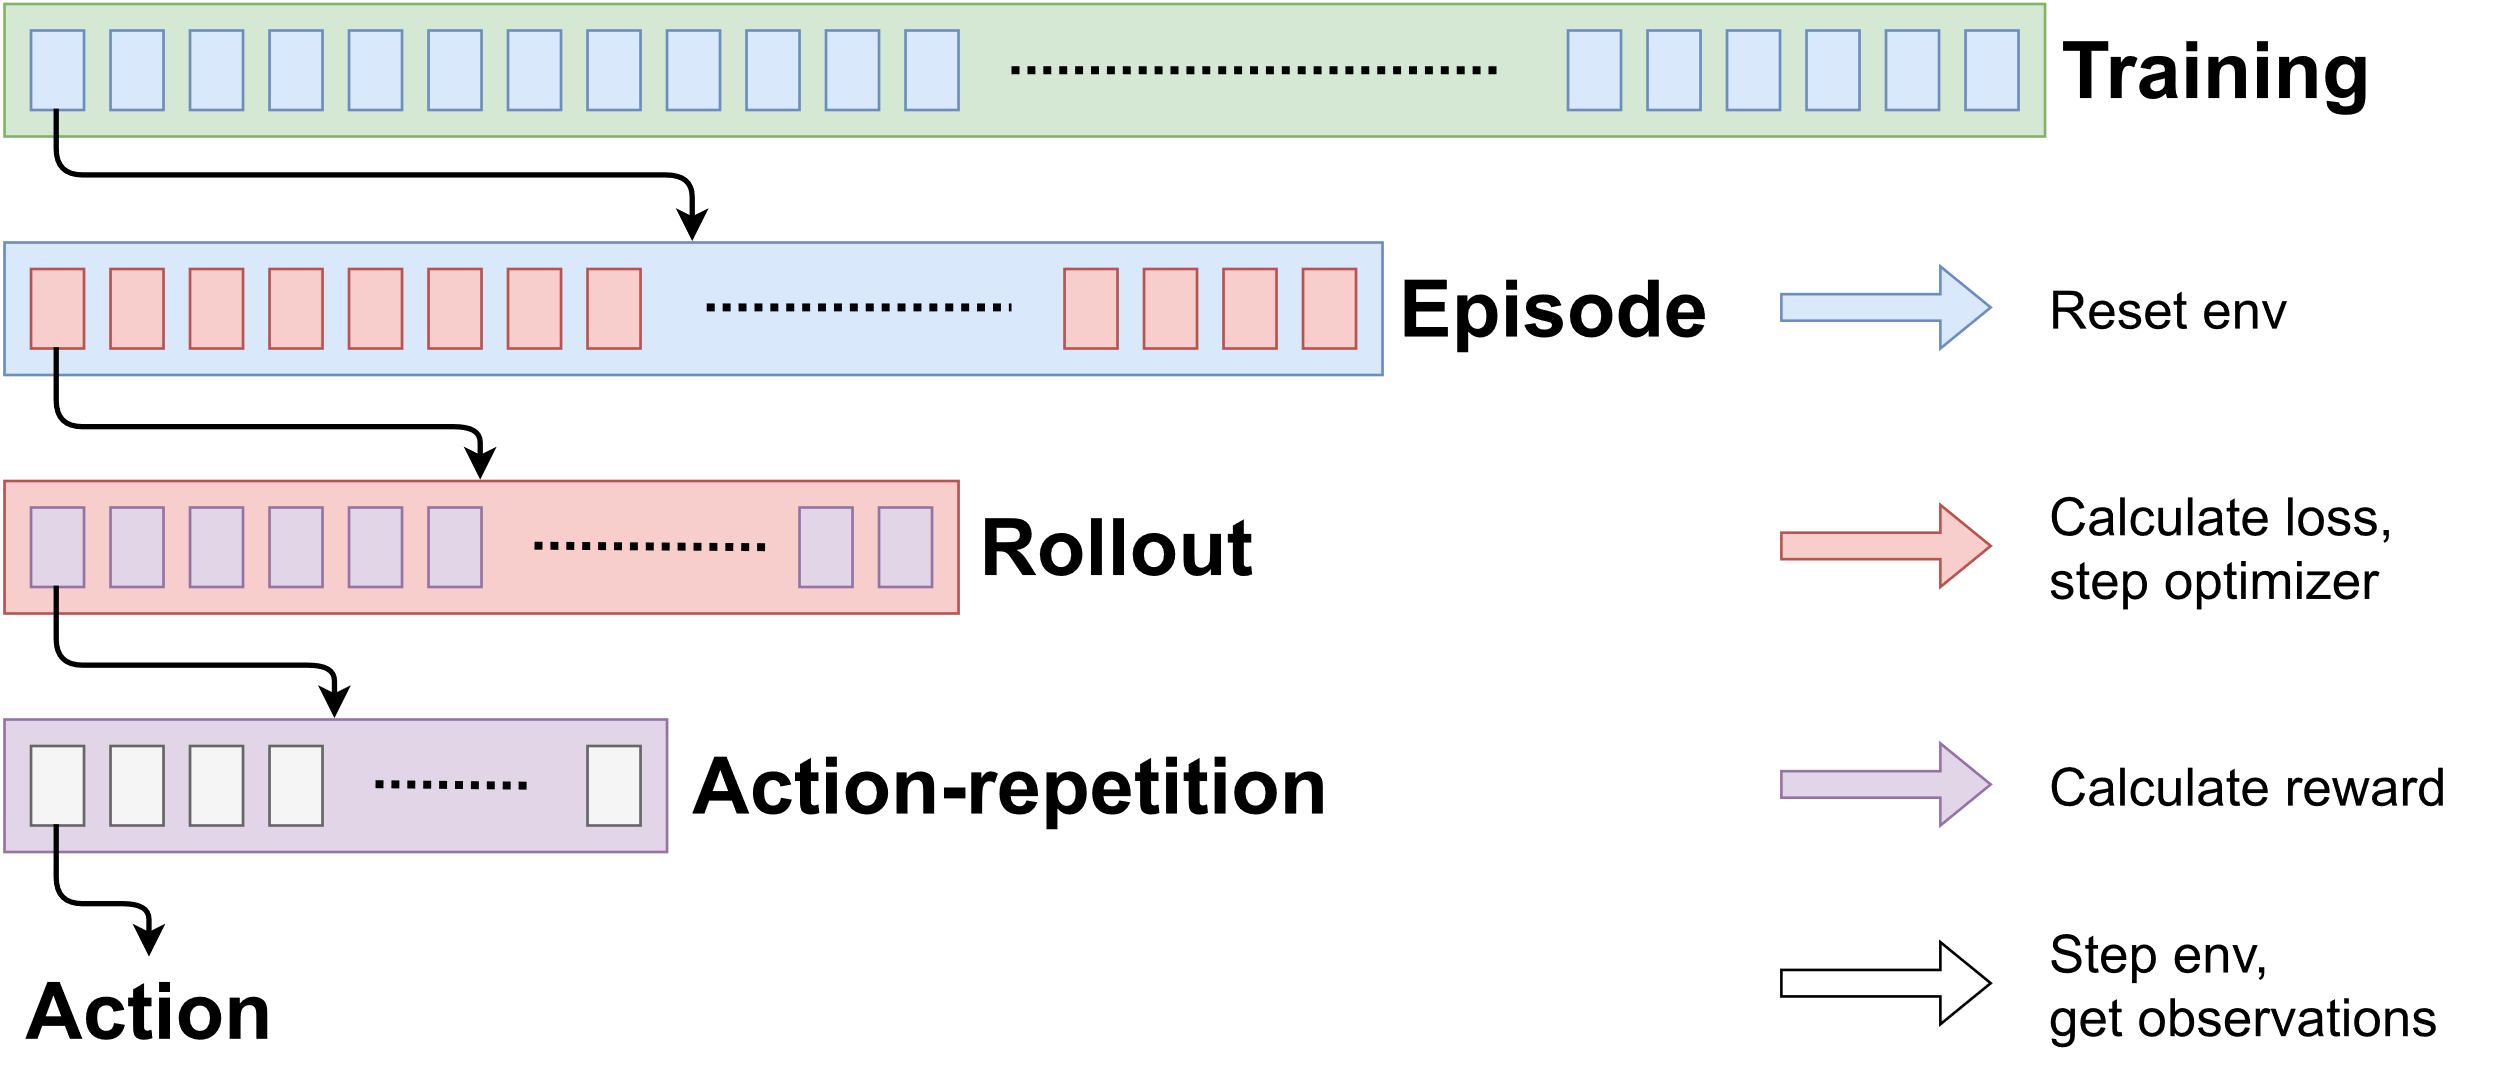 Training
Episode
Reset env
Rollout
Calculate loss,
step optimizer
Action-repetition
Calculate reward
Action
Step env,
get observations